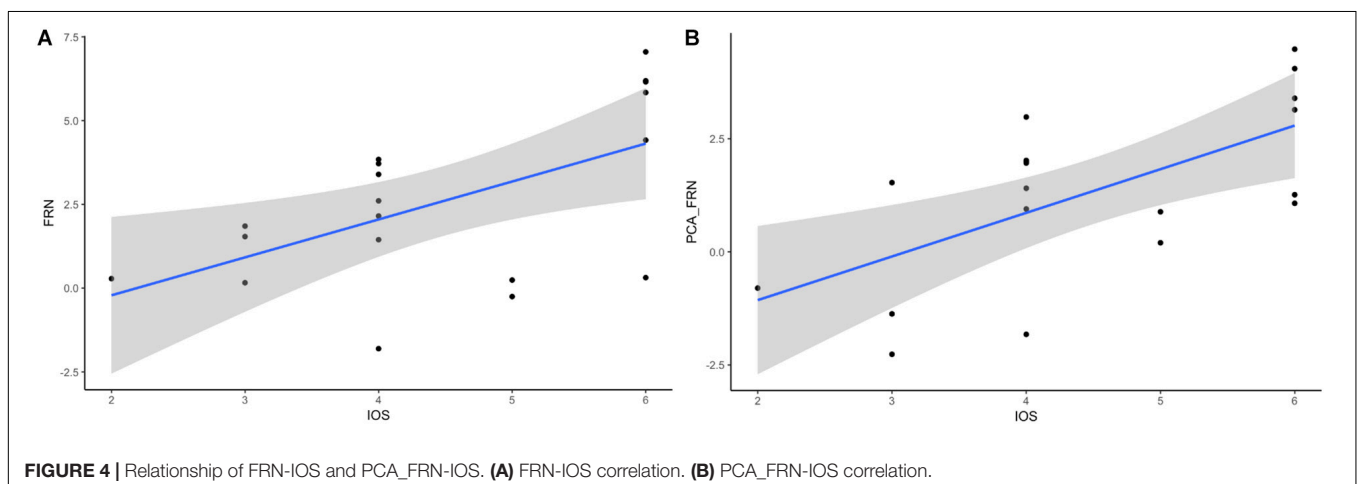 A
B
7.5
5.0
2.5
0.0
-2.5
FRN
2 3 4 5 6
IOS
2.5
0.0
-2.5
PCA_FRN
2 3 4 5 6
IOS
FIGURE 4 | Relationship of FRN-IOS and PCA_FRN-IOS. (A) FRN-IOS correlation. (B) PCA_FRN-IOS correlation.